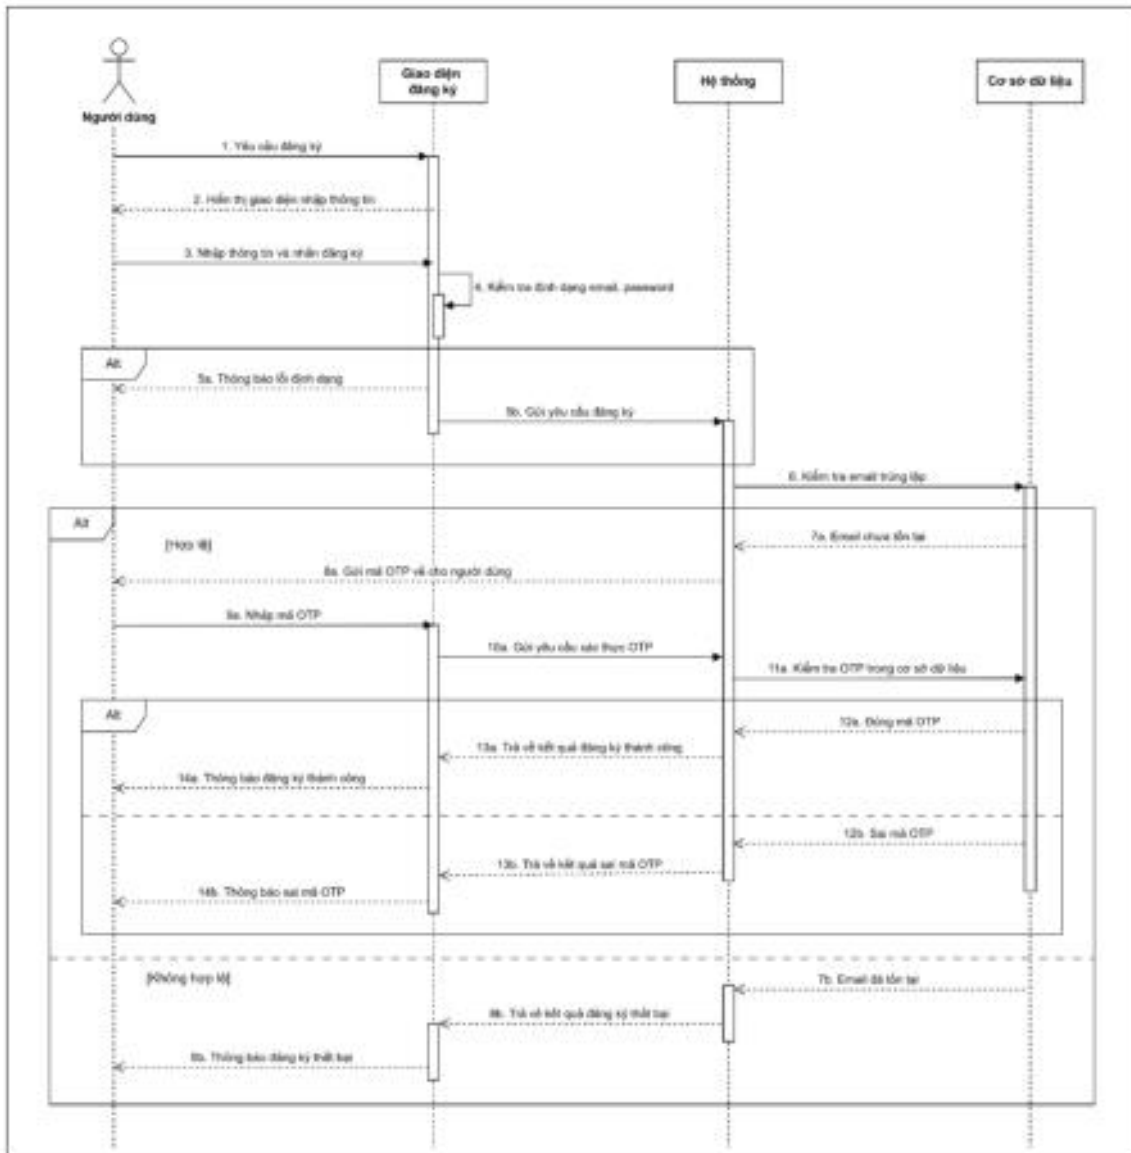 Người dùng
Giao diện
đăng ký
Hệ thống
Cơ sở dữ liệu
1. Yêu cầu đăng ký
2. Hiển thị giao diện nhập thông tin
3. Nhập thông tin và nhấn đăng ký
4. Kiểm tra định dạng email, password
Alt
5a. Thông báo lỗi định dạng
5b. Gửi yêu cầu đăng ký
6. Kiểm tra email trùng lặp
Alt
[Hợp lệ]
7a. Email chưa tồn tại
8a. Gửi mã OTP về cho người dùng
9a. Nhập mã OTP
10a. Gửi yêu cầu xác thực OTP
11a. Kiểm tra OTP trong cơ sở dữ liệu
Alt
12a. Đúng mã OTP
13a. Trả về kết quả đăng ký thành công
14a. Thông báo đăng ký thành công
12b. Sai mã OTP
13b. Trả về kết quả sai mã OTP
14b. Thông báo sai mã OTP
[Không hợp lệ]
7b. Email đã tồn tại
8b. Trả về kết quả đăng ký thất bại
9b. Thông báo đăng ký thất bại